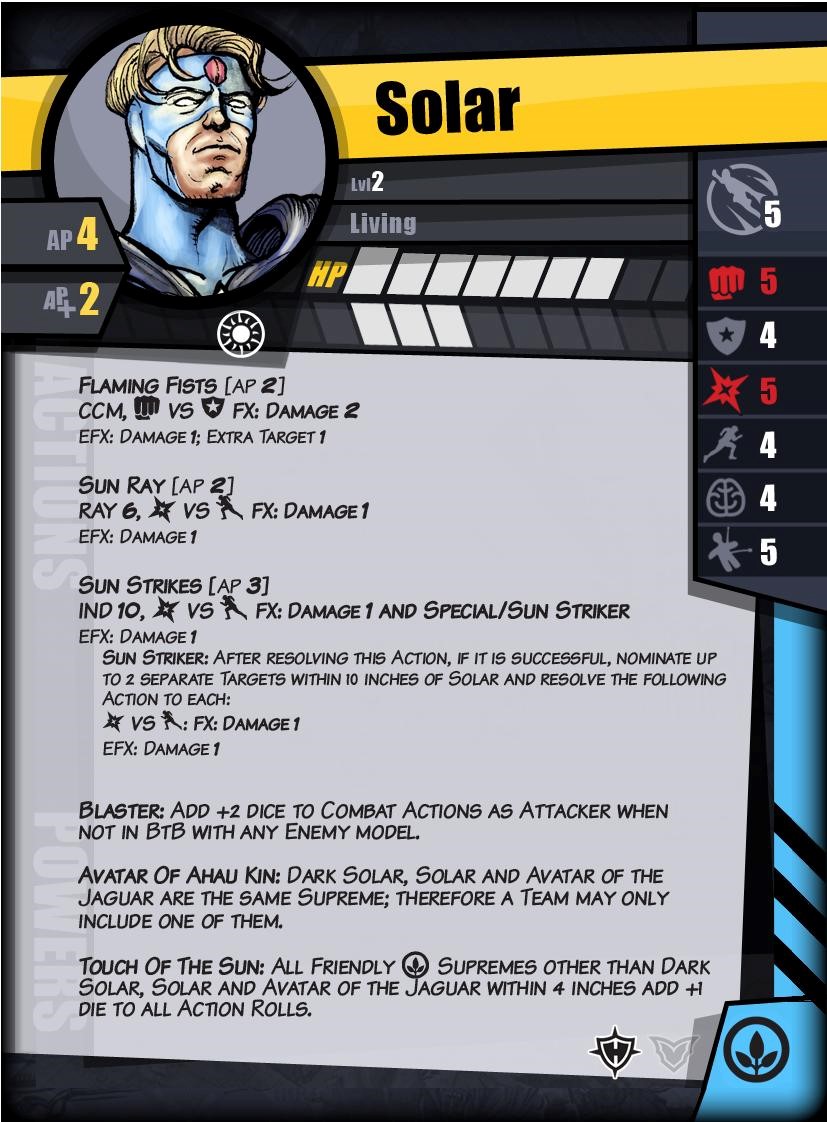 Solar
Lvl2
Living
AP 4
AP+ 2
HP
5
5
4
5
4
4
5
ACTIONS
FLAMING FISTS [AP 2]
CCM, VS FX: DAMAGE 2
EFX: DAMAGE 1; EXTRA TARGET 1
SUN RAY [AP 2]
RAY 6, VS FX: DAMAGE 1
EFX: DAMAGE 1
SUN STRIKES [AP 3]
IND 10, VS FX: DAMAGE 1 AND SPECIAL/SUN STRIKER
EFX: DAMAGE 1
SUN STRIKER: AFTER RESOLVING THIS ACTION, IF IT IS SUCCESSFUL, NOMINATE UP
TO 2 SEPARATE TARGETS WITHIN 10 INCHES OF SOLAR AND RESOLVE THE FOLLOWING
ACTION TO EACH:
VS : FX: DAMAGE 1
EFX: DAMAGE 1
POWERS
BLASTER: ADD +2 DICE TO COMBAT ACTIONS AS ATTACKER WHEN
NOT IN BTB WITH ANY ENEMY MODEL.
AVATAR OF AHAU KIN: DARK SOLAR, SOLAR AND AVATAR OF THE
JAGUAR ARE THE SAME SUPREME; THEREFORE A TEAM MAY ONLY
INCLUDE ONE OF THEM.
TOUCH OF THE SUN: ALL FRIENDLY SUPREMES OTHER THAN DARK
SOLAR, SOLAR AND AVATAR OF THE JAGUAR WITHIN 4 INCHES ADD +1
DIE TO ALL ACTION ROLLS.
H